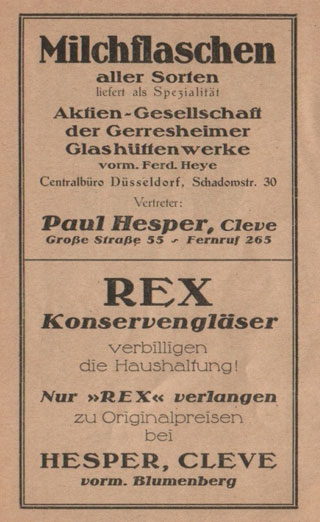 Milchflaschen
aller Sorten
liefert als Spezialität
Aktien-Gesellschaft
der Gerresheimer
Glashüttenwerke
vorm. Ferd. Heye
Centralbüro Düsseldorf, Schadowstr. 30
Vertreter:
Paul Hesper, Cleve
Große Straße 55 - Fernruf 265
REX
Konservengläser
verbilligen
die Haushaltung!
Nur »REX« verlangen
zu Originalpreisen
bei
HESPER, CLEVE
vorm. Blumenberg